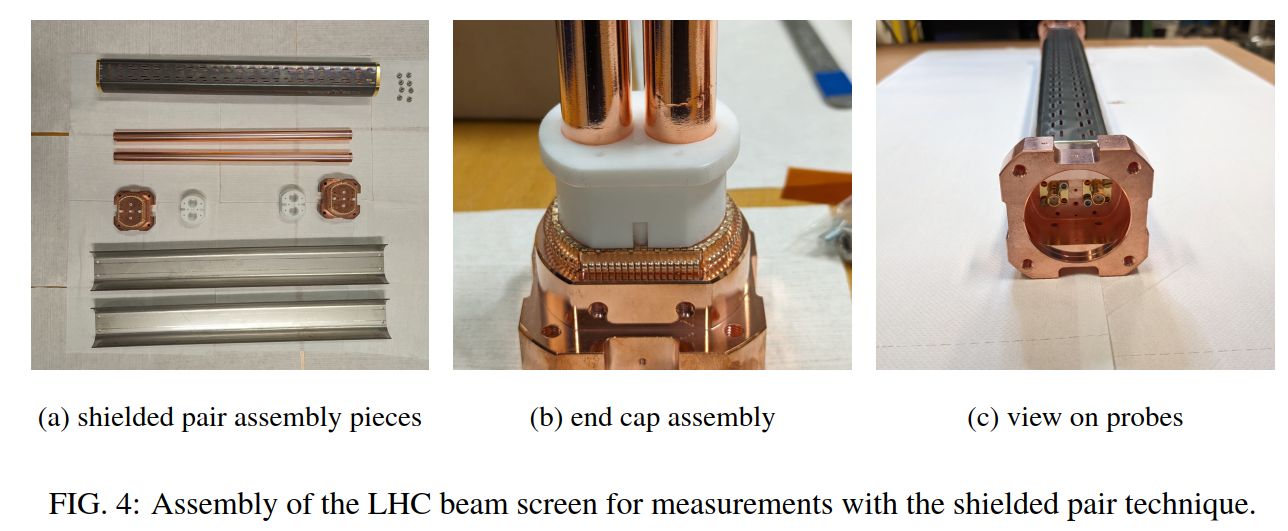 (a) shielded pair assembly pieces
(b) end cap assembly
(c) view on probes
FIG. 4: Assembly of the LHC beam screen for measurements with the shielded pair technique.